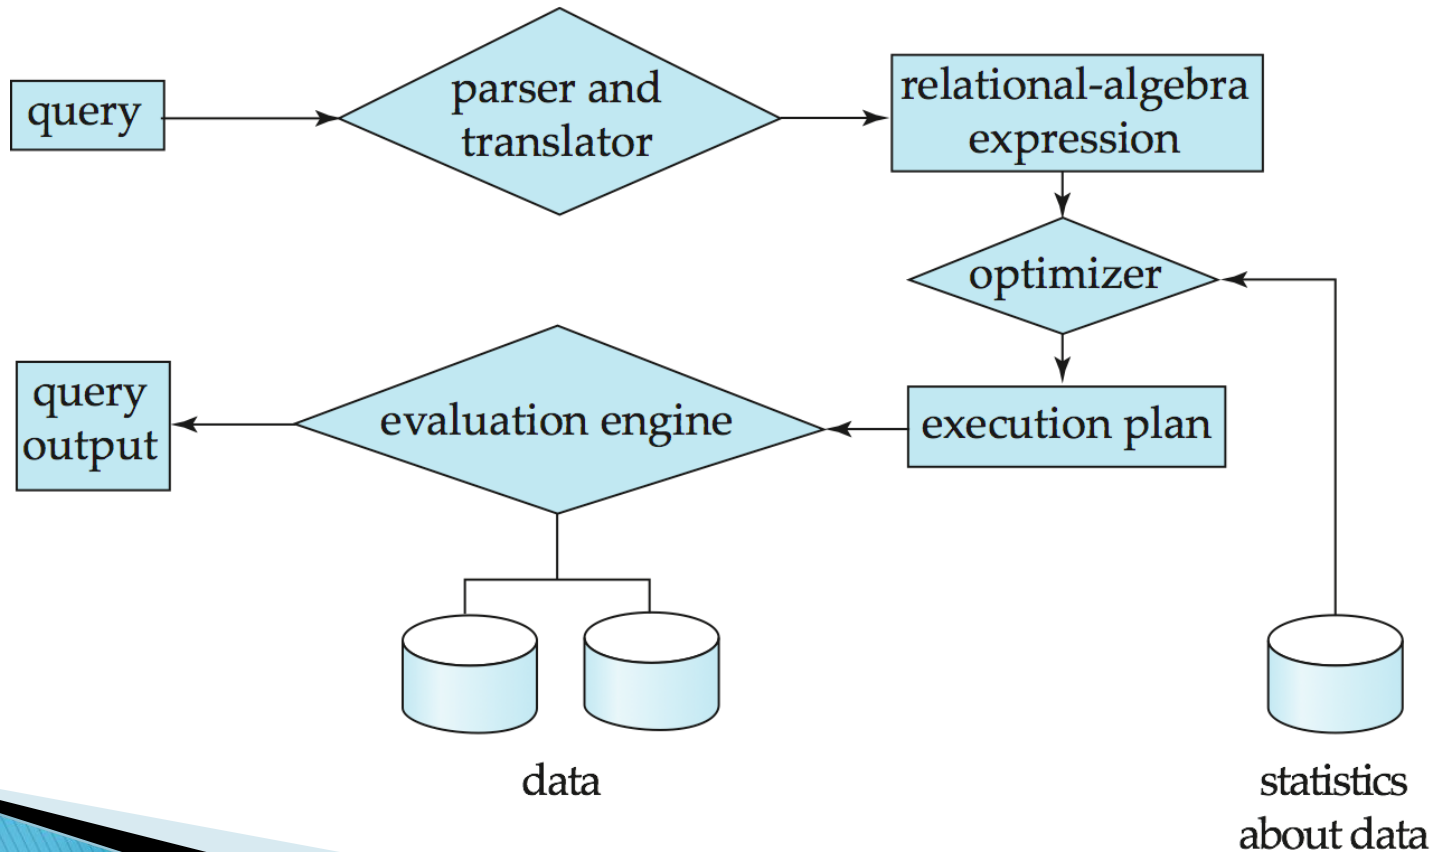 query
parser and
translator
relational-algebra
expression
optimizer
execution plan
evaluation engine
query
output
data
statistics
about data